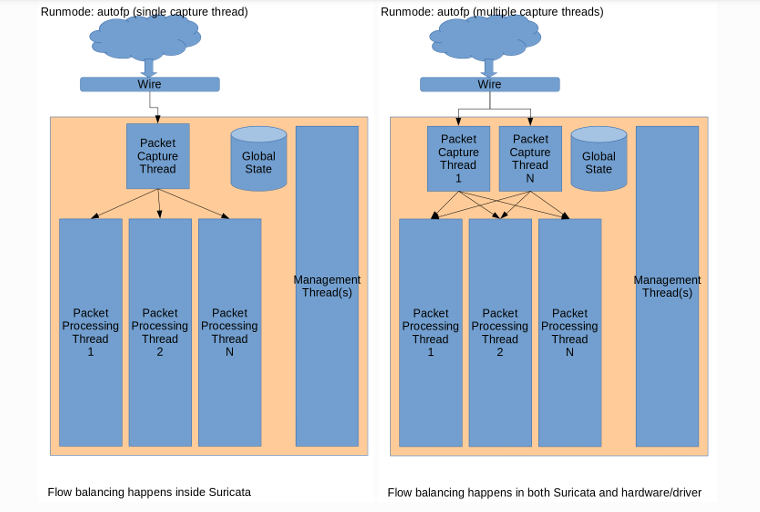 Runmode: autofp (single capture thread)
Wire
Packet
Capture
Thread
Global
State
Management
Thread(s)
Packet
Processing
Thread
1
Packet
Processing
Thread
2
Packet
Processing
Thread
N
Flow balancing happens inside Suricata
Runmode: autofp (multiple capture threads)
Wire
Packet
Capture
Thread
1
Packet
Capture
Thread
N
Global
State
Management
Thread(s)
Packet
Processing
Thread
1
Packet
Processing
Thread
2
Packet
Processing
Thread
N
Flow balancing happens in both Suricata and hardware/driver